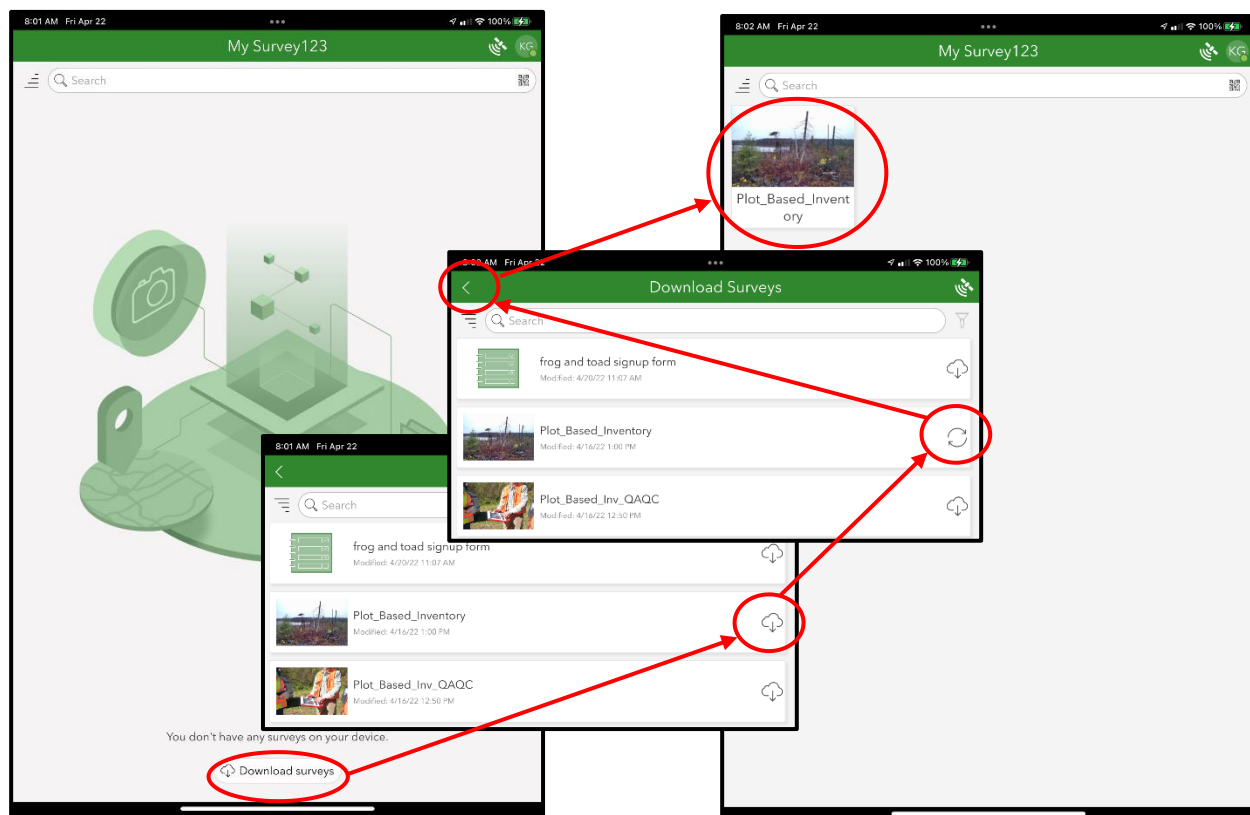 8:01 AM Fri Apr 22
100%
My Survey123
KG
Search
You don't have any surveys on your device.
Download surveys
8:01 AM Fri Apr 22
Search
frog and toad signup form
Modified: 4/20/22 11:07 AM
Plot_Based_Inventory
Modified: 4/16/22 1:00 PM
Plot_Based_Inv_QAQC
Modified: 4/16/22 12:50 PM
AM Fri Apr 22
100%
Download Surveys
Search
frog and toad signup form
Modified: 4/20/22 11:07 AM
Plot_Based_Inventory
Modified: 4/16/22 1:00 PM
Plot_Based_Inv_QAQC
Modified: 4/16/22 12:50 PM
8:02 AM Fri Apr 22
100%
My Survey123
KG
Search
Plot_Based_Invent
ory